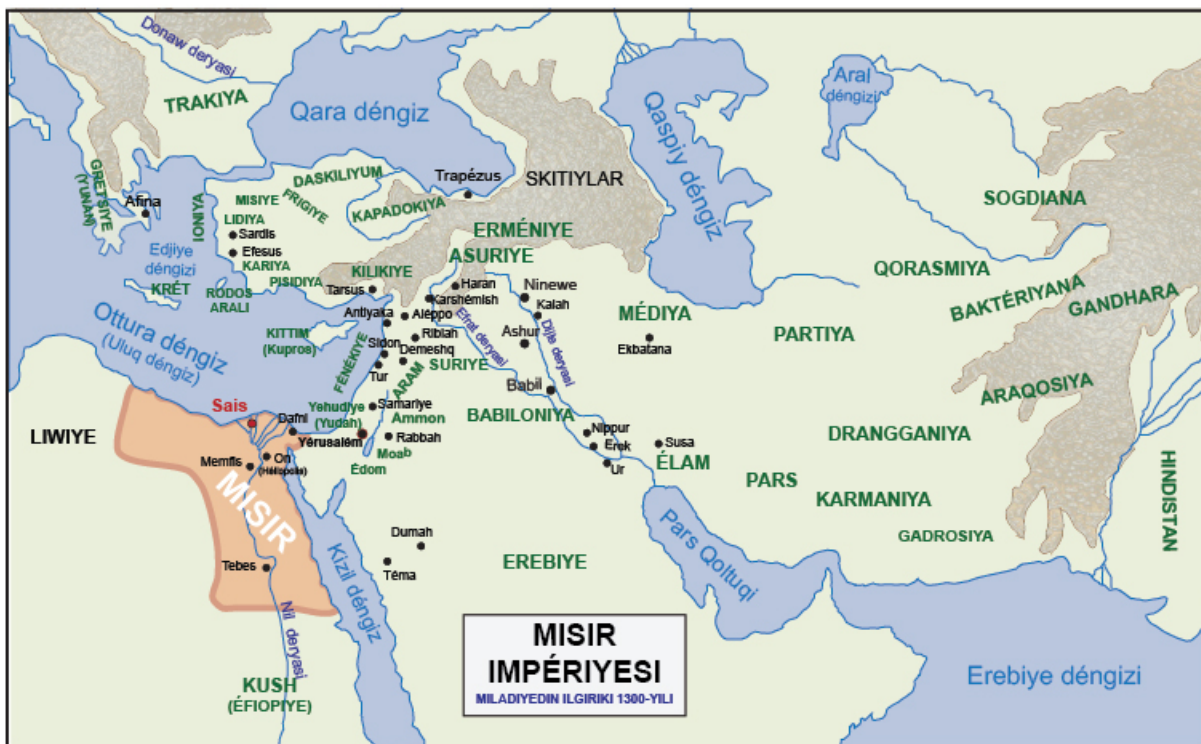 Donaw deryasi
TRAKIYA
Qara déngiz
Qaspiy déngiz
Aral
déngizi
GRETSIYE
(YUNAN)
Afina
IONIYA
DASKILIYUM
MISIYE
FRIGIYE
LIDIYA
Sardis
Efesus
KARIYA
PISIDIYA
KAPADOKIYA
Trapézus
SKITIYLAR
ERMÉNIYE
ASURIYE
SOGDIANA
QORASMIYA
BAKTÉRIYANA
GANDHARA
Edjiye
déngizi
KRÉT
RODOS
ARALI
KILIKIYE
Tarsus
Haran
Karshémish
Ninewe
Kalah
MÉDIYA
PARTIYA
Ottura déngiz
(Uluq déngiz)
KITTIM
(Kupros)
Antiyaka
Aléppo
Riblah
Efrat deryasi
Ashur
Dijle deryasi
Ekbatana
FÉNÉKIYE
Sidon
Demeshq
Tur
ARAM
SURIYE
Babil
ARAQOSIYA
Sais
Dafni
Yehudiye
(Yudah)
Samariye
Ammon
BABILONIYA
LIWIYE
Yérusalém
Rabbah
Moab
Édom
Nippur
Erek
Ur
Susa
ÉLAM
DRANGGANIYA
Memfis
On
(Héliopolis)
MISIR
PARS
KARMANIYA
HINDISTAN
GADROSIYA
Dumah
Téma
EREBIYE
Tebes
Kizil déngiz
Pars Qoltuqi
Nil deryasi
KUSH
(ÉFIOPIYE)
MISIR
IMPÉRIYESI
MILADIYEDIN ILGIRIKI 1300-YILI
Erebiye déngizi